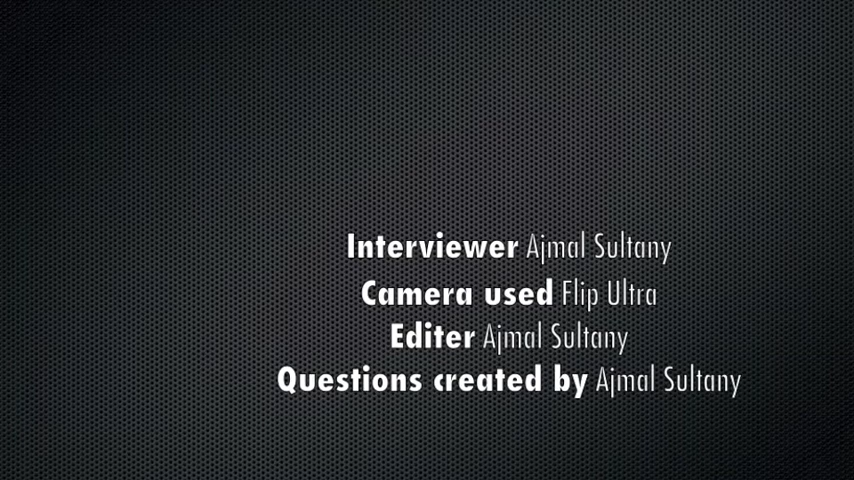 Interviewer Ajmal Sultany
Camera used Flip Ultra
Editer Ajmal Sultany
Questions created by Ajmal Sultany